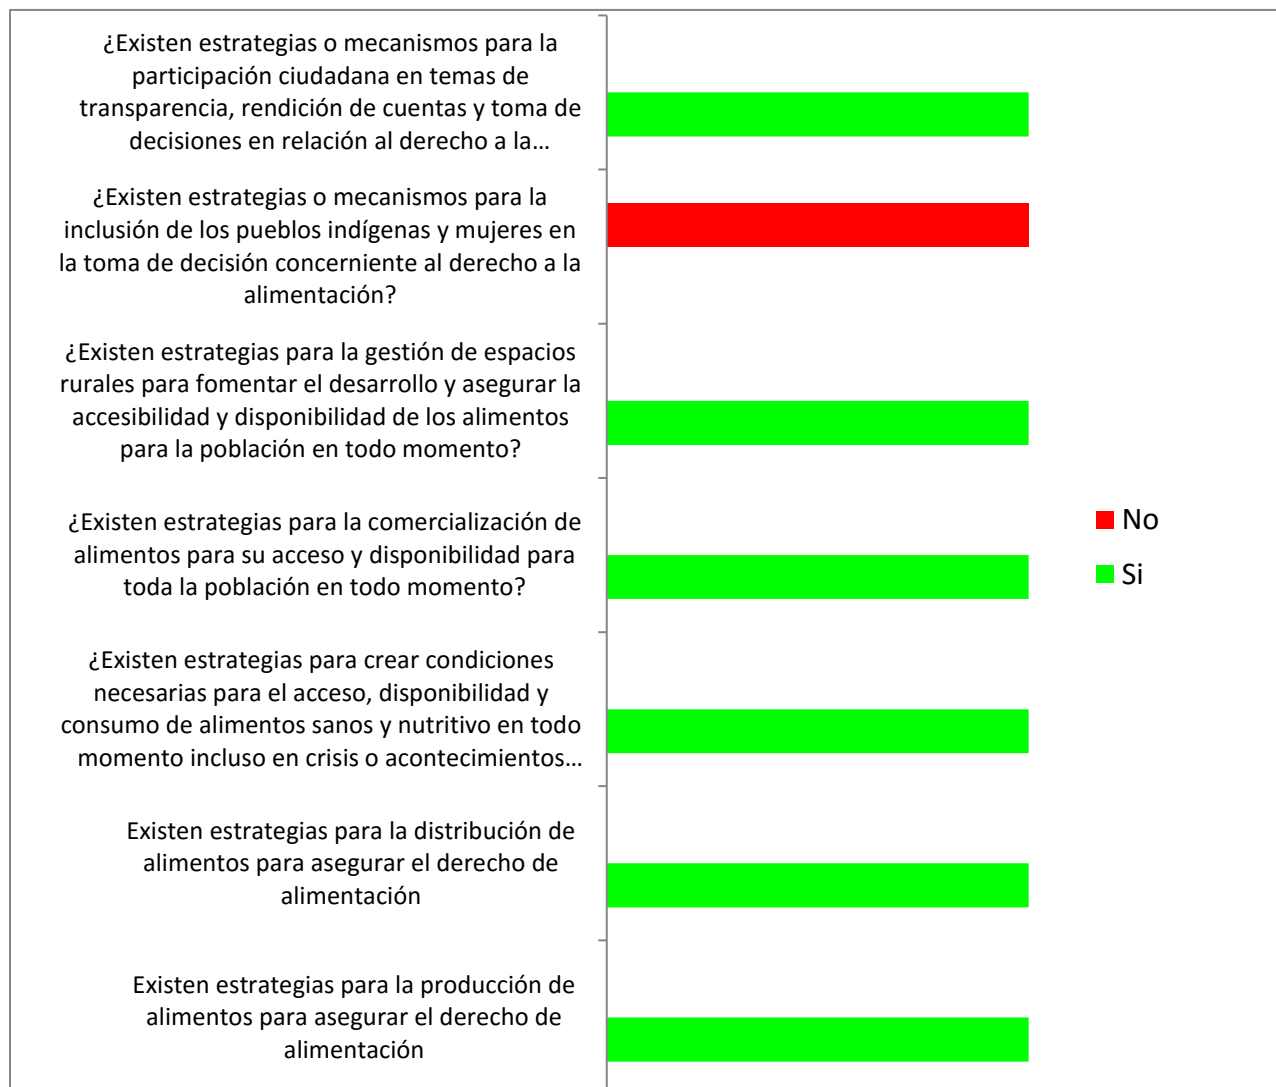 ¿Existen estrategias o mecanismos para la
participación ciudadana en temas de
transparencia, rendición de cuentas y toma de
decisiones en relación al derecho a la...
¿Existen estrategias o mecanismos para la
inclusión de los pueblos indígenas y mujeres en
la toma de decisión concerniente al derecho a la
alimentación?
¿Existen estrategias para la gestión de espacios
rurales para fomentar el desarrollo y asegurar la
accesibilidad y disponibilidad de los alimentos
para la población en todo momento?
¿Existen estrategias para la comercialización de
alimentos para su acceso y disponibilidad para
toda la población en todo momento?
¿Existen estrategias para crear condiciones
necesarias para el acceso, disponibilidad y
consumo de alimentos sanos y nutritivo en todo
momento incluso en crisis o acontecimientos...
Existen estrategias para la distribución de
alimentos para asegurar el derecho de
alimentación
Existen estrategias para la producción de
alimentos para asegurar el derecho de
alimentación
No
Si